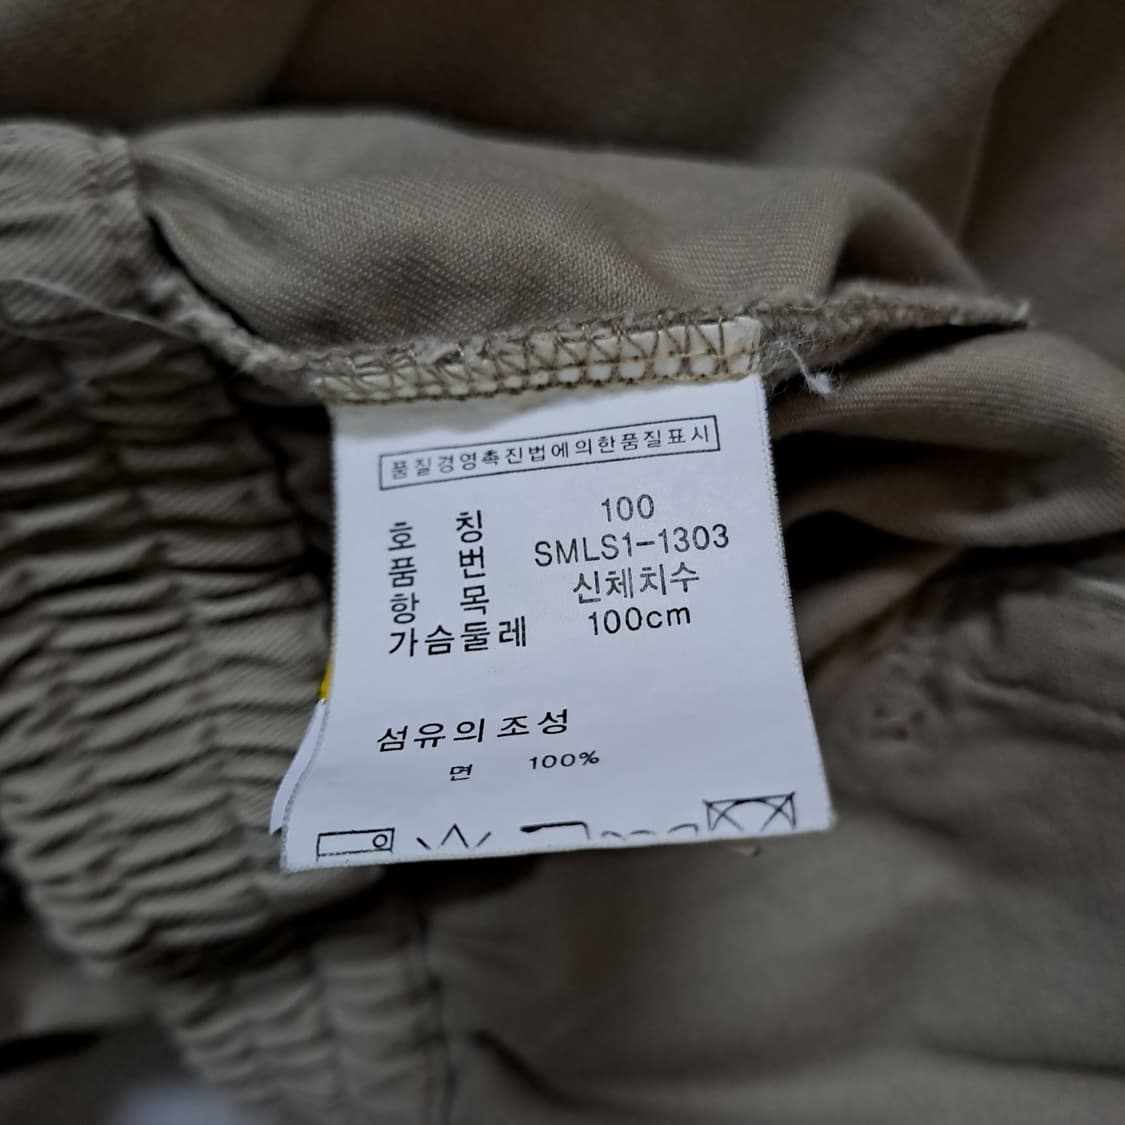 품질경영촉진법에의한품질표시
호 칭 100
품 번 SMLS1-1303
항 목 신체치수
가슴둘레 100cm
섬유의 조성
면 100%